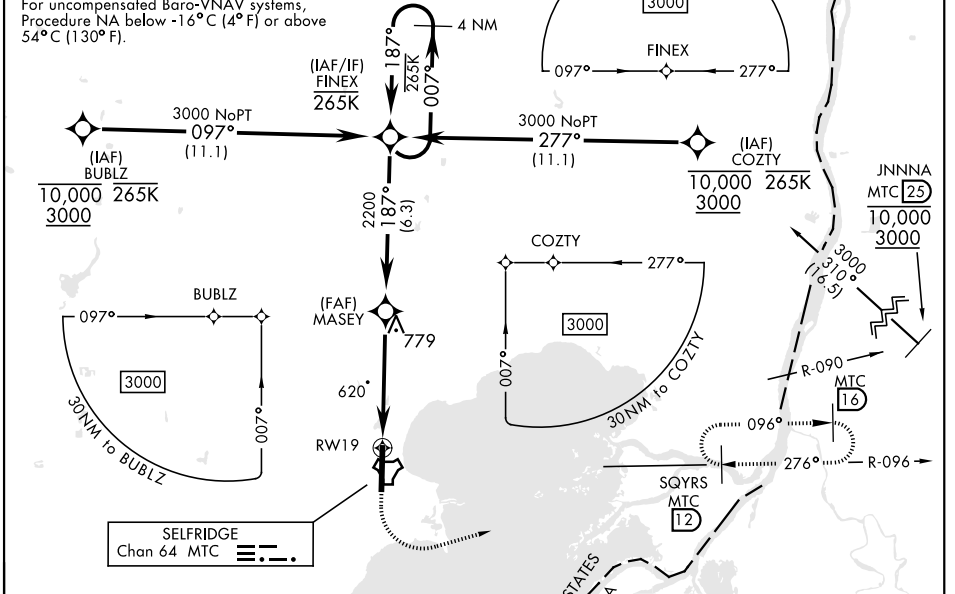 For uncompensated Baro-VNAV systems,
Procedure NA below -16°C (4°F) or above
54°C (130°F).
4 NM
187°
265K
007°
(IAF/IF)
FINEX
265K
3000 NoPT
097°
(11.1)
3000 NoPT
277°
(11.1)
(IAF)
BUBLZ
10,000 265K
3000
(IAF)
COZTY
10,000 265K
3000
3000
FINEX
097°
277°
JNNNA
MTC 25
10,000
3000
3000
310°
(16.5)
2200
187°
(6.3)
(FAF)
MASEY
779
620
RW19
BUBLZ
097°
3000
007°
30 NM to BUBLZ
COZTY
277°
3000
007°
30 NM to COZTY
R-090
MTC
16
096°
276°
R-096
SQYRS
MTC
12
SELFRIDGE
Chan 64 MTC
STATES